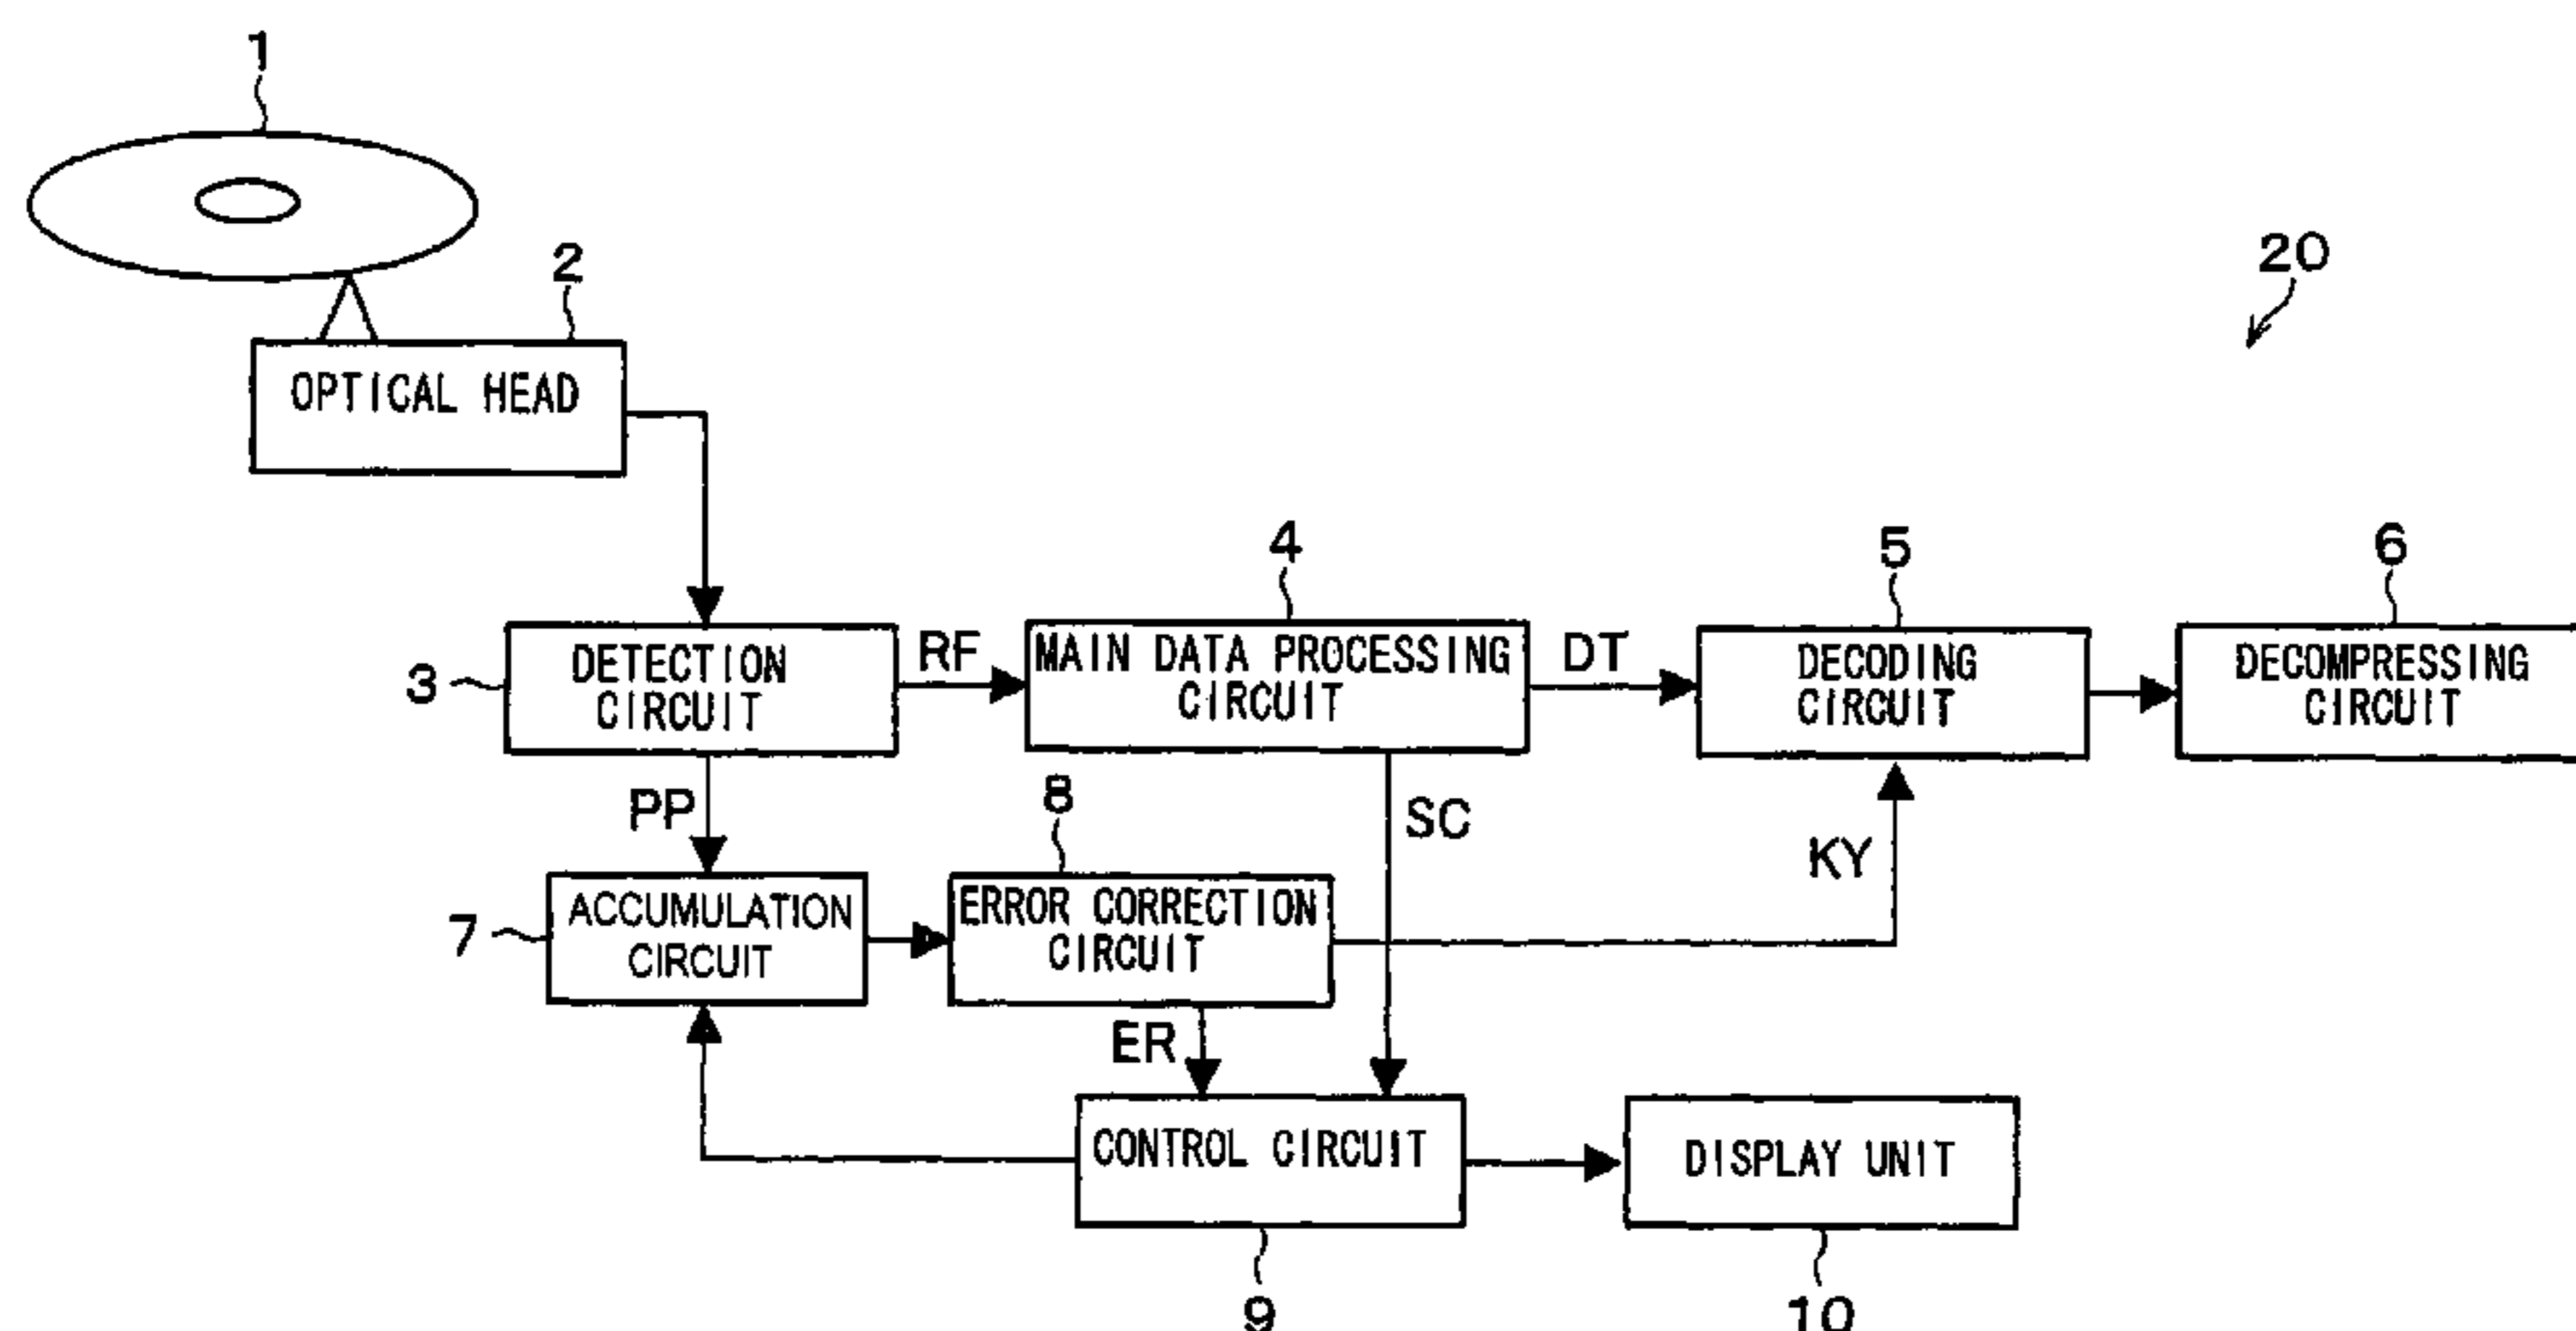 1
2
20
OPTICAL HEAD
4
5
6
3
DETECTION
CIRCUIT
RF
MAIN DATA PROCESSING
CIRCUIT
DT
DECODING
CIRCUIT
DECOMPRESSING
CIRCUIT
PP
8
SC
KY
7
ACCUMULATION
CIRCUIT
ERROR CORRECTION
CIRCUIT
ER
CONTROL CIRCUIT
DISPLAY UNIT
9
10